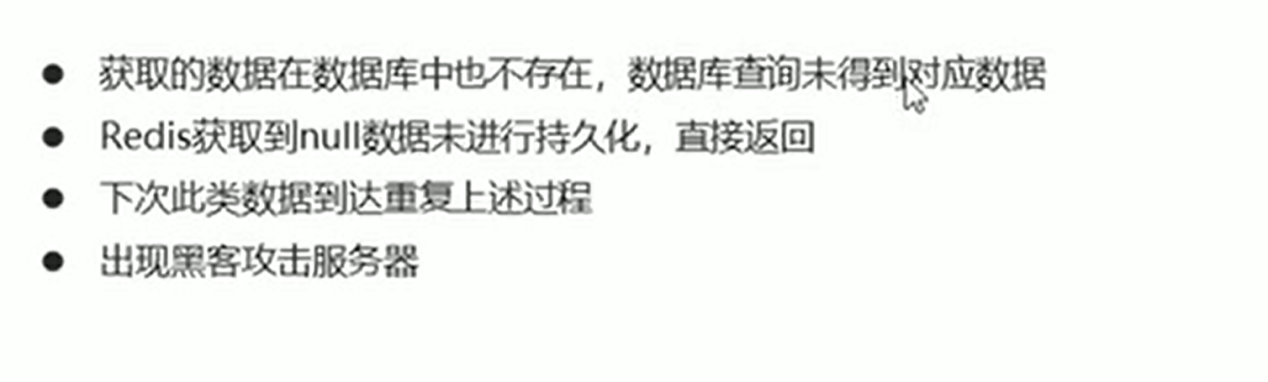 ● 获取的数据在数据库中也不存在，数据库查询未得到对应数据
● Redis获取到null数据未进行持久化，直接返回
● 下次此类数据到达重复上述过程
● 出现黑客攻击服务器